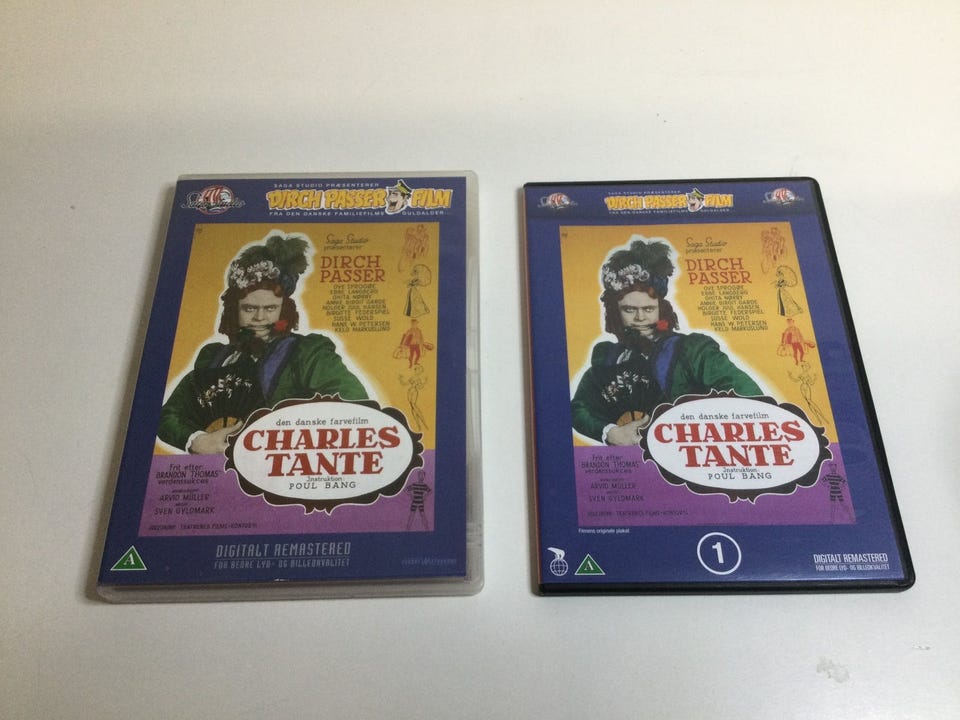 SAGA STUDIO PRÆSENTERER
DIRCH PASSER FILM
FRA DEN DANSKE FAMILIEFILMS GULDALDER...
Saga Studio
præsenterer
DIRCH
PASSER
OVE SPROGØE
EBBE LANGBERG
GHITA NØRBY
ANNIE BIRGIT GARDE
HOLGER JUUL HANSEN
BIRGITTE FEDERSPIEL
SUSSE WOLD
HANS W. PETERSEN
KELD MARKUSLUND
den danske farvefilm
CHARLES
TANTE
Instruktion:
POUL BANG
Frit efter
BRANDON THOMAS'
verdenssukces
ARVID MÜLLER
SVEN GYLDMARK
DIGITALT REMASTERED
FOR BEDRE LYD- OG BILLEDKVALITET
A
SAGA STUDIO PRÆSENTERER
DIRCH PASSER FILM
FRA DEN DANSKE FAMILIEFILMS GULDALDER...
Saga Studio
præsenterer
DIRCH
PASSER
OVE SPROGØE
EBBE LANGBERG
GHITA NØRBY
ANNIE BIRGIT GARDE
HOLGER JUUL HANSEN
BIRGITTE FEDERSPIEL
SUSSE WOLD
HANS W. PETERSEN
KELD MARKUSLUND
den danske farvefilm
CHARLES
TANTE
Instruktion:
POUL BANG
Frit efter
BRANDON THOMAS'
verdenssukces
ARVID MÜLLER
SVEN GYLDMARK
Filmens originale plakat
1
A
DIGITALT REMASTERED
FOR BEDRE LYD- OG BILLEDKVALITET